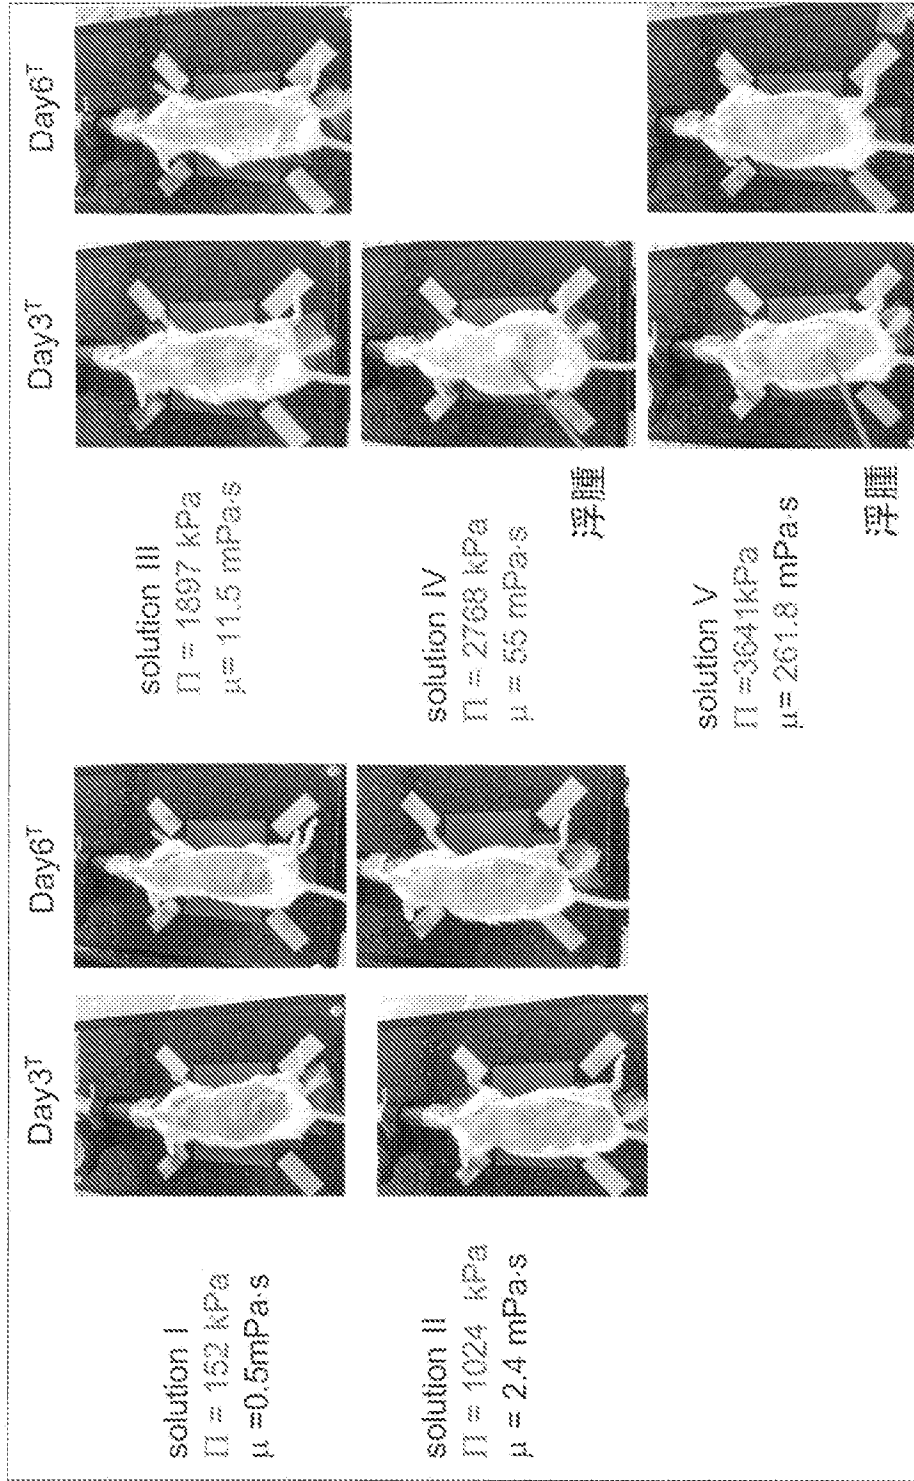 Day3ᵀ
Day6ᵀ
Day3ᵀ
Day6ᵀ
solution I
Π = 152 kPa
μ =0.5mPa·s
solution II
Π = 1024 kPa
μ = 2.4 mPa·s
solution III
Π = 1897 kPa
μ= 11.5 mPa·s
solution IV
Π = 2768 kPa
μ = 55 mPa·s
浮腫
solution V
Π =3641kPa
μ= 261.8 mPa·s
浮腫